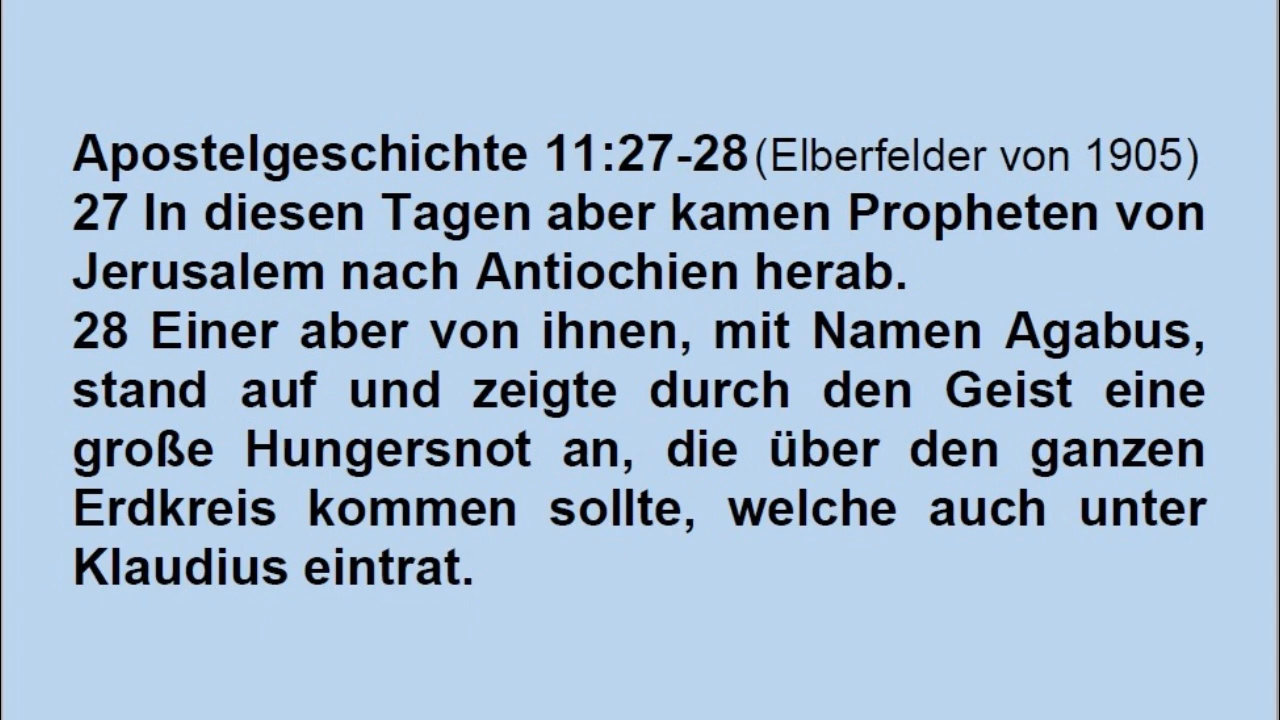 Apostelgeschichte 11:27-28 (Elberfelder von 1905)
27 In diesen Tagen aber kamen Propheten von
Jerusalem nach Antiochien herab.
28 Einer aber von ihnen, mit Namen Agabus,
stand auf und zeigte durch den Geist eine
große Hungersnot an, die über den ganzen
Erdkreis kommen sollte, welche auch unter
Klaudius eintrat.